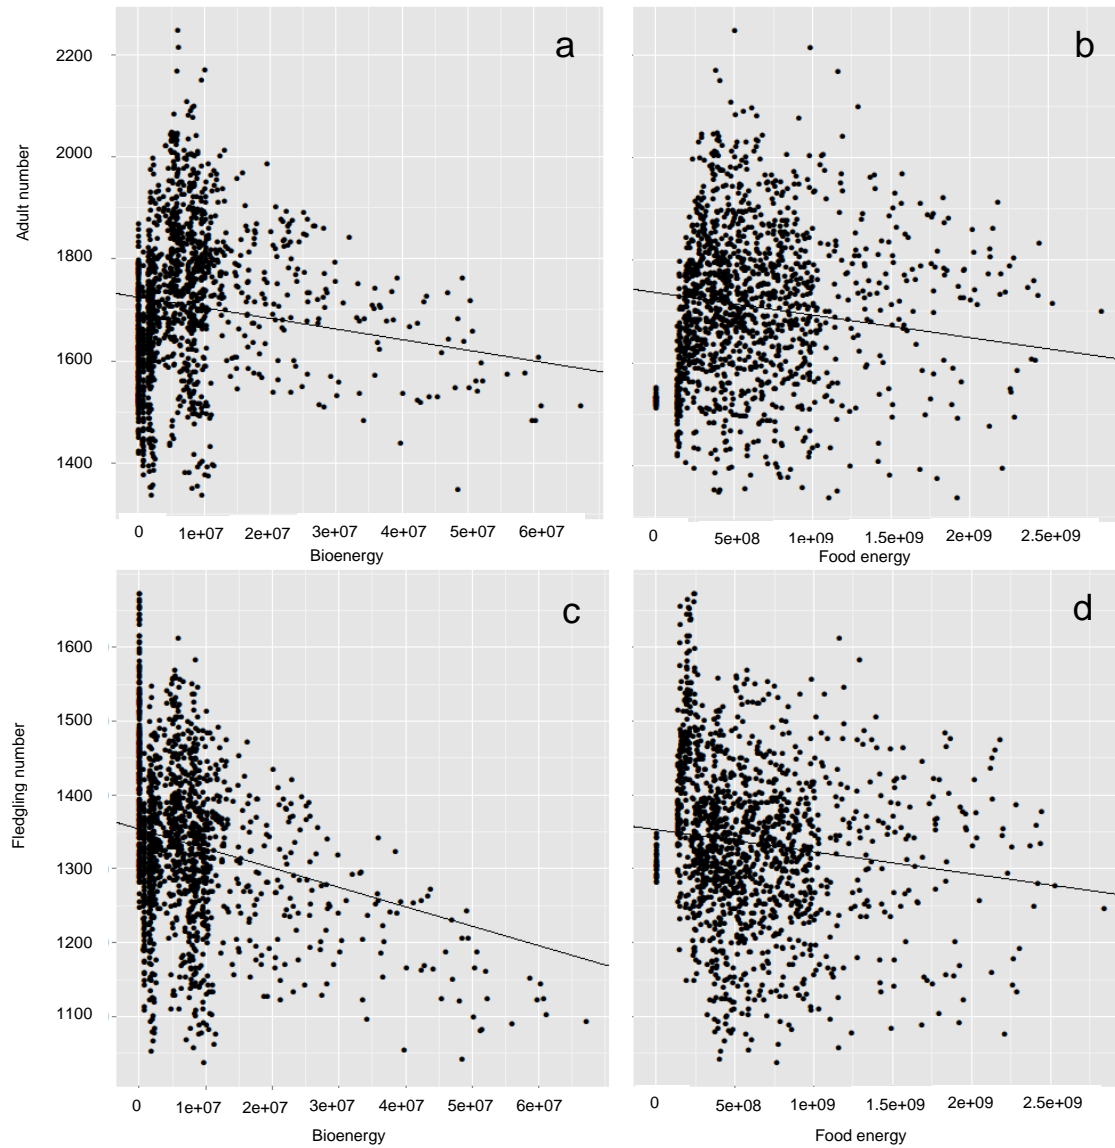 a
b
2200
2000
1800
1600
1400
Adult number
0
1e+07
2e+07
3e+07
4e+07
5e+07
6e+07
Bioenergy
0
5e+08
1e+09
1.5e+09
2e+09
2.5e+09
Food energy
c
d
1600
1500
1400
1300
1200
1100
Fledgling number
0
1e+07
2e+07
3e+07
4e+07
5e+07
6e+07
Bioenergy
0
5e+08
1e+09
1.5e+09
2e+09
2.5e+09
Food energy